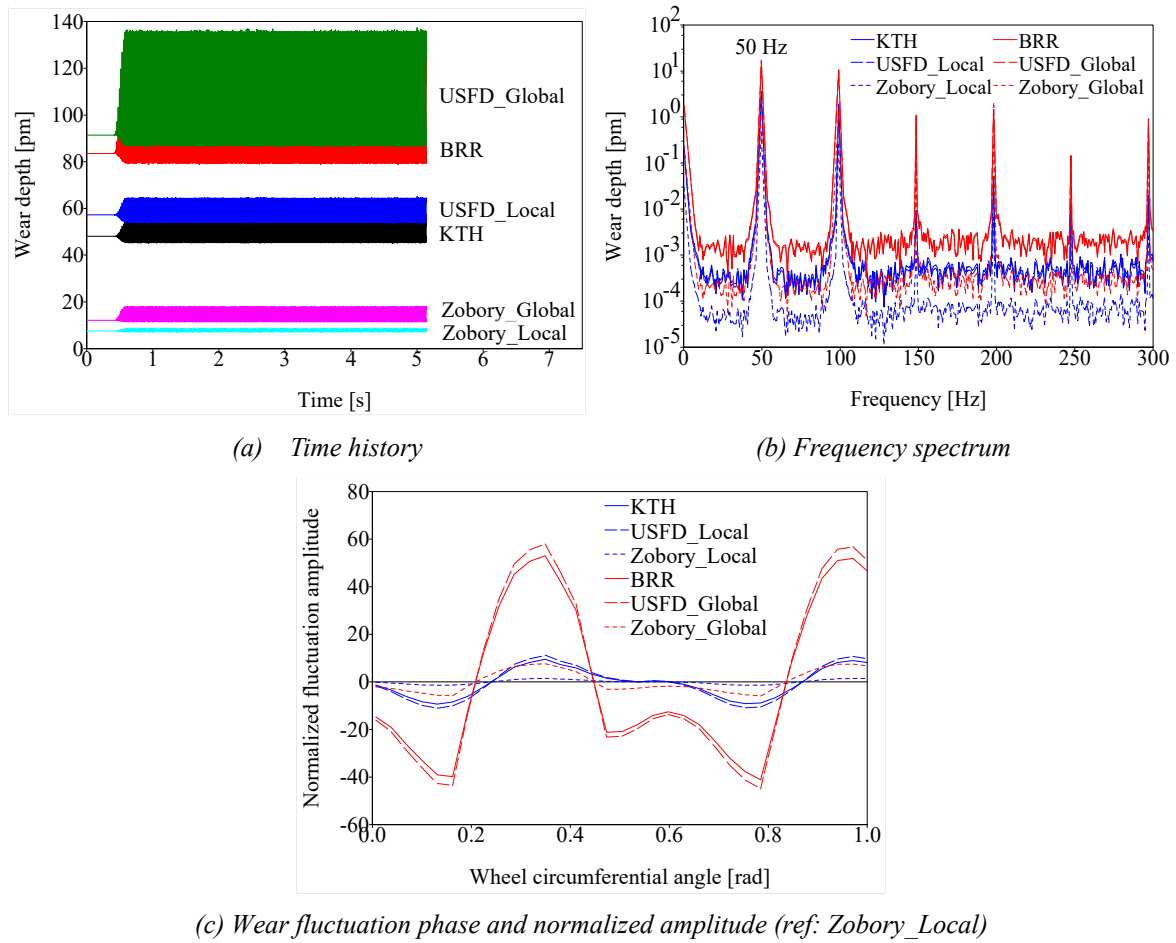 140
120
100
80
60
40
20
0
Wear depth [pm]
USFD_Global
BRR
USFD_Local
KTH
Zobory_Global
Zobory_Local
0 1 2 3 4 5 6 7
Time [s]
(a) Time history
10^2
10^1
10^0
10^-1
10^-2
10^-3
10^-4
10^-5
Wear depth [pm]
50 Hz
KTH BRR
USFD_Local USFD_Global
Zobory_Local Zobory_Global
0 50 100 150 200 250 300
Frequency [Hz]
(b) Frequency spectrum
80
60
40
20
0
-20
-40
-60
Normalized fluctuation amplitude
KTH
USFD_Local
Zobory_Local
BRR
USFD_Global
Zobory_Global
0.0 0.2 0.4 0.6 0.8 1.0
Wheel circumferential angle [rad]
(c) Wear fluctuation phase and normalized amplitude (ref: Zobory_Local)